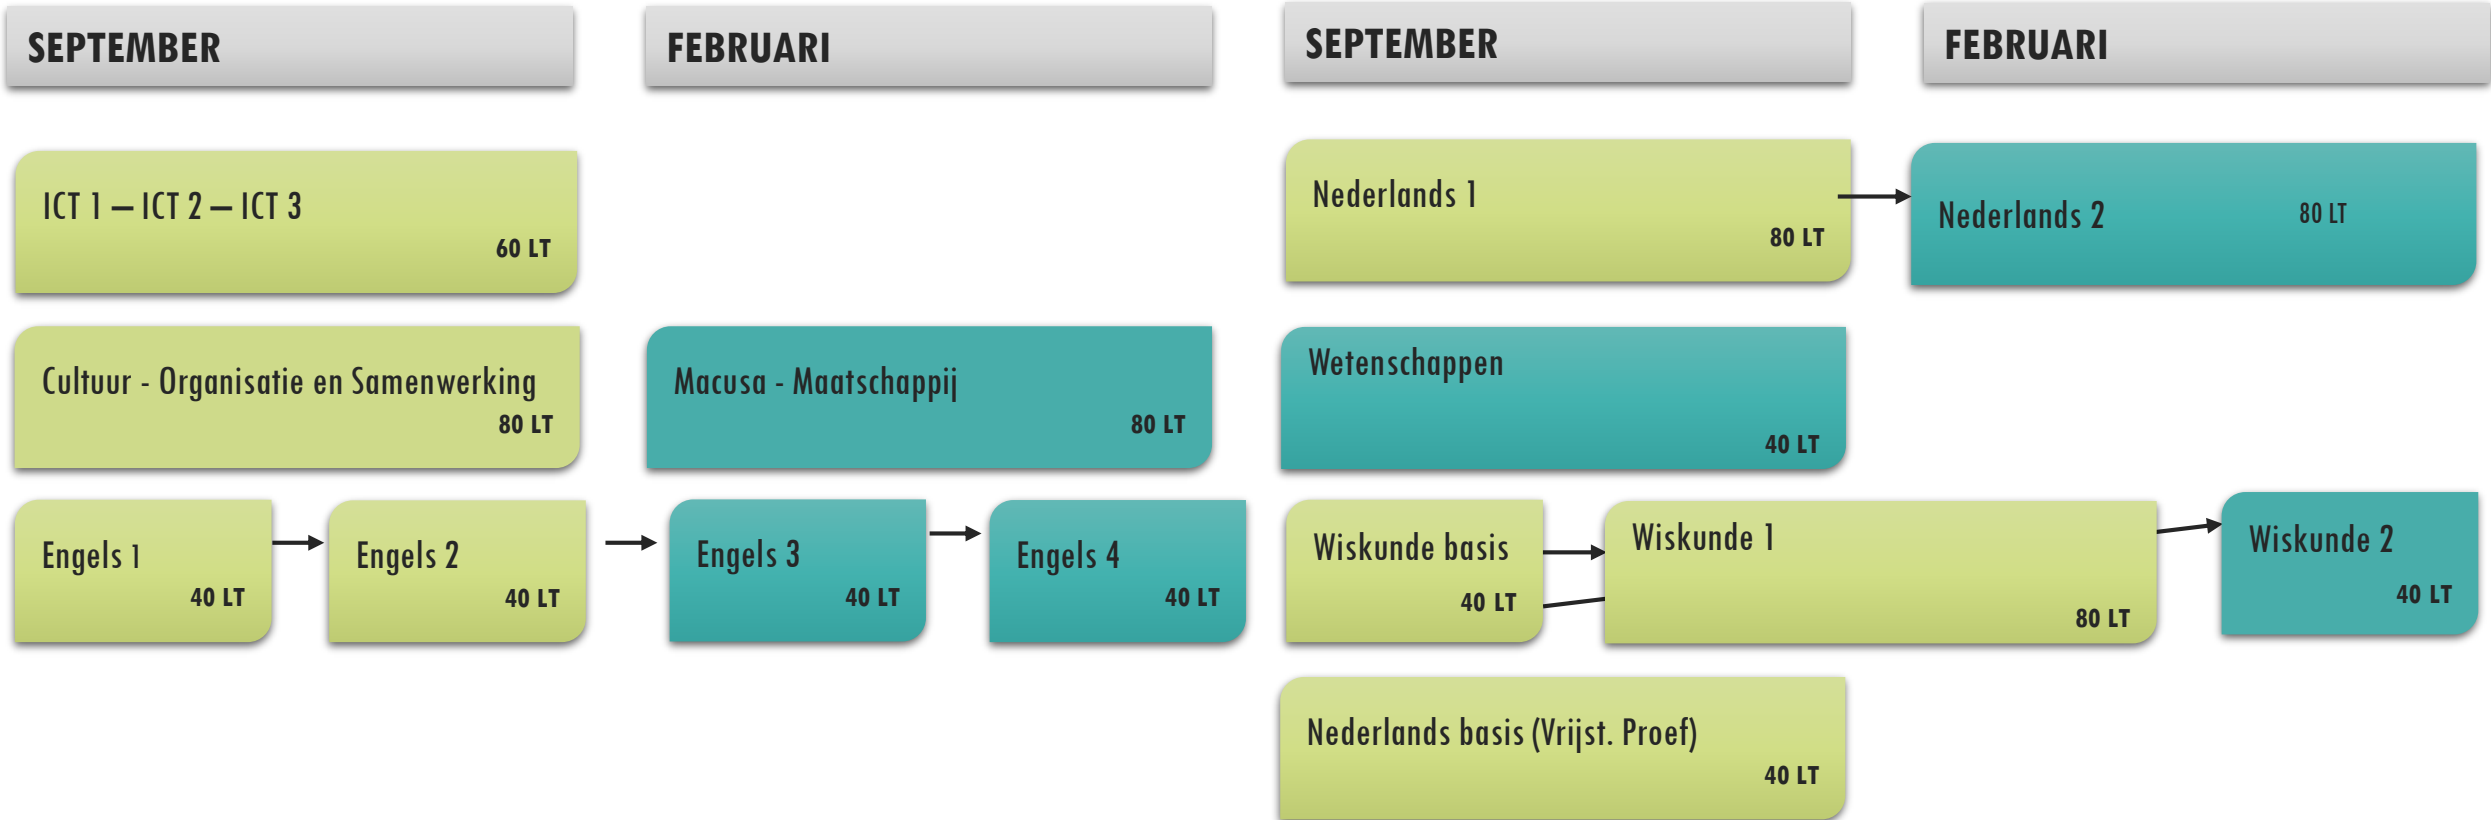 SEPTEMBER
FEBRUARI
SEPTEMBER
FEBRUARI
ICT 1 – ICT 2 – ICT 3
60 LT
Nederlands 1
80 LT
Nederlands 2 80 LT
Cultuur - Organisatie en Samenwerking
80 LT
Macusa - Maatschappij
80 LT
Wetenschappen
40 LT
Engels 1
40 LT
Engels 2
40 LT
Engels 3
40 LT
Engels 4
40 LT
Wiskunde basis
40 LT
Wiskunde 1
80 LT
Wiskunde 2
40 LT
Nederlands basis (Vrijst. Proef)
40 LT